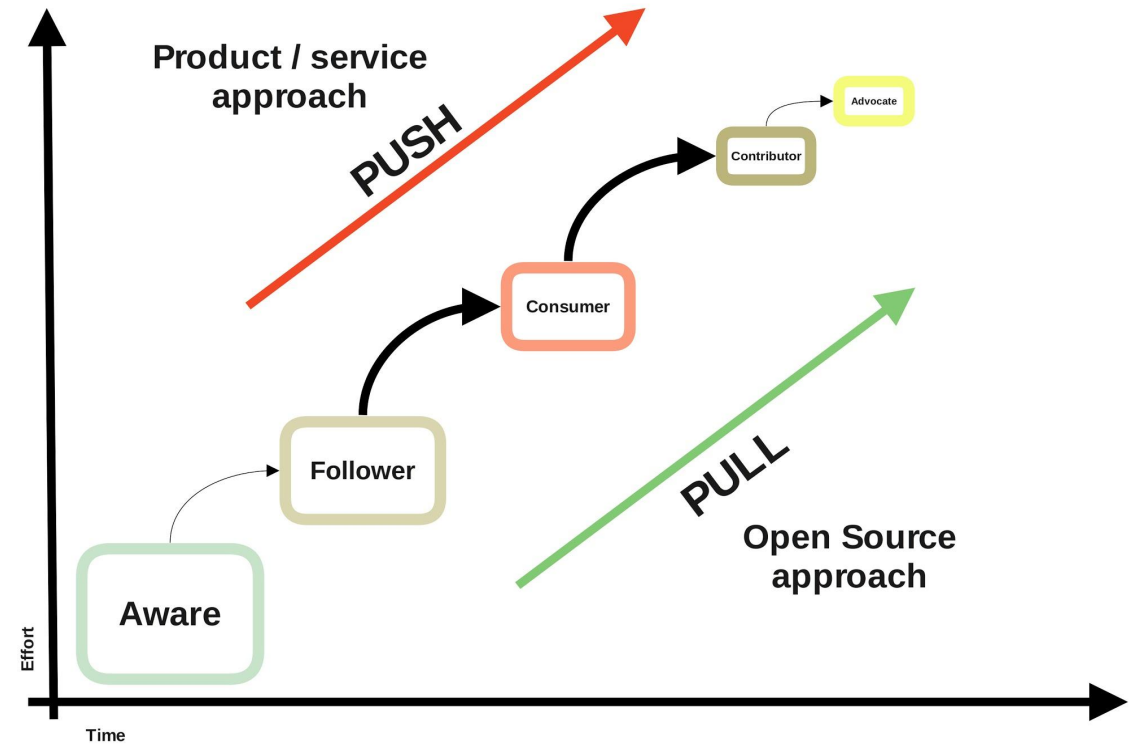 Product / service
approach
PUSH
Advocate
Contributor
Consumer
Follower
PULL
Open Source
approach
Aware
Effort
Time